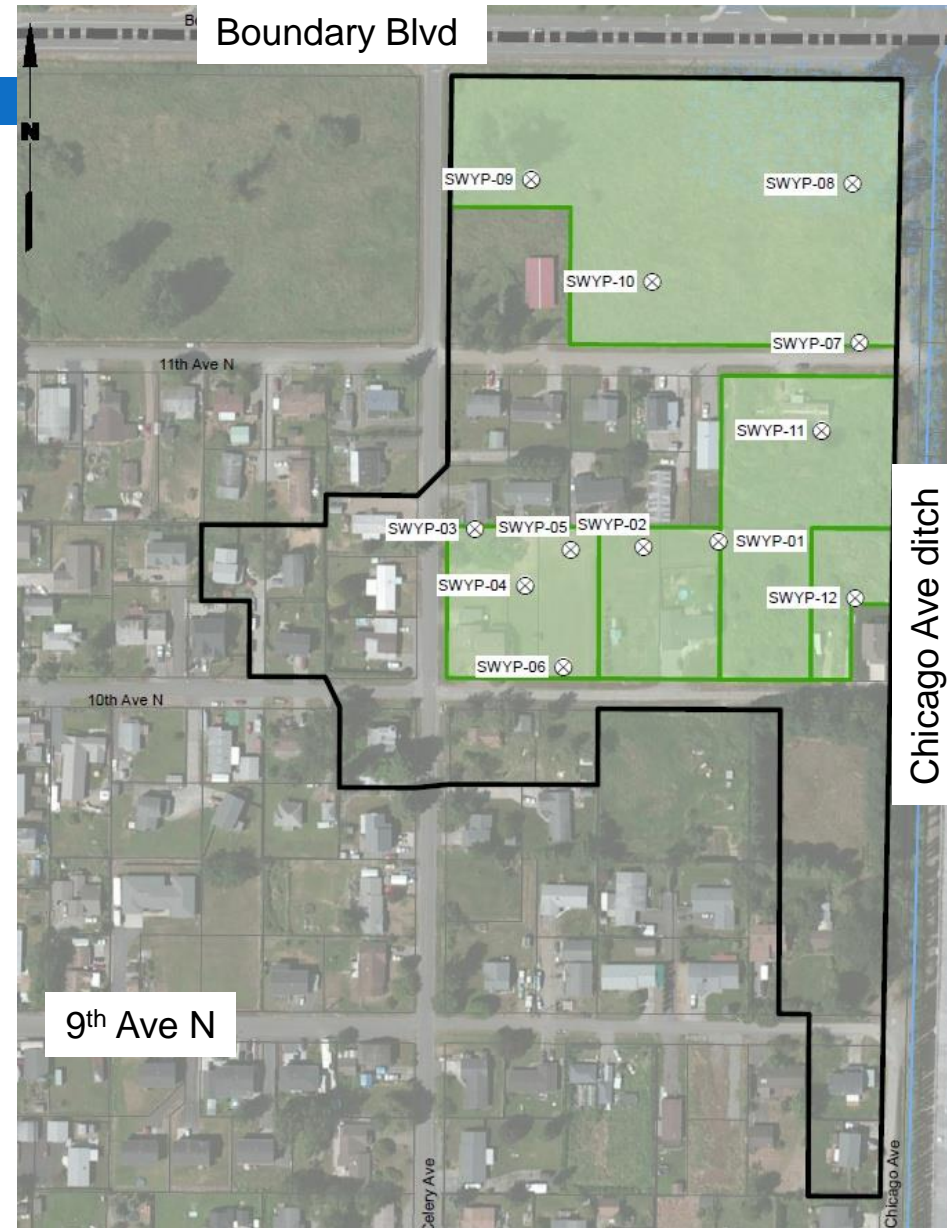 Boundary Blvd
N
SWYP-09
SWYP-08
SWYP-10
SWYP-07
11th Ave N
SWYP-11
SWYP-03
SWYP-05
SWYP-02
SWYP-01
SWYP-04
SWYP-12
SWYP-06
10th Ave N
Chicago Ave ditch
9th Ave N
Celery Ave
Chicago Ave